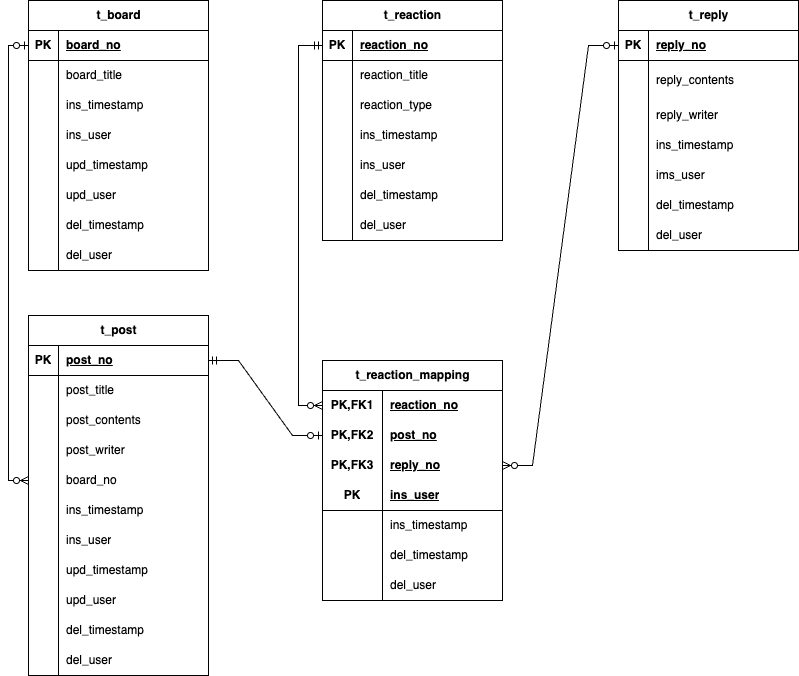 t_board
PK board_no
board_title
ins_timestamp
ins_user
upd_timestamp
upd_user
del_timestamp
del_user
t_reaction
PK reaction_no
reaction_title
reaction_type
ins_timestamp
ins_user
del_timestamp
del_user
t_reply
PK reply_no
reply_contents
reply_writer
ins_timestamp
ims_user
del_timestamp
del_user
t_post
PK post_no
post_title
post_contents
post_writer
board_no
ins_timestamp
ins_user
upd_timestamp
upd_user
del_timestamp
del_user
t_reaction_mapping
PK,FK1 reaction_no
PK,FK2 post_no
PK,FK3 reply_no
PK ins_user
ins_timestamp
del_timestamp
del_user